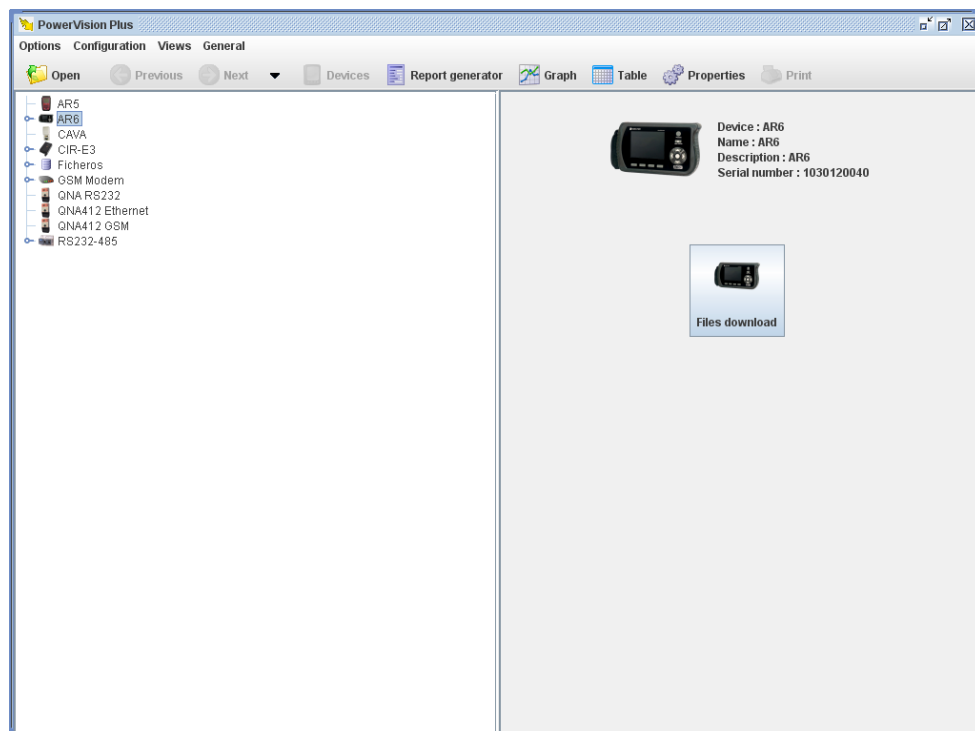 PowerVision Plus
Options Configuration Views General
Open Previous Next Devices Report generator Graph Table Properties Print
AR5
AR6
CAVA
CIR-E3
Ficheros
GSM Modem
QNA RS232
QNA412 Ethernet
QNA412 GSM
RS232-485
Device : AR6
Name : AR6
Description : AR6
Serial number : 1030120040
Files download